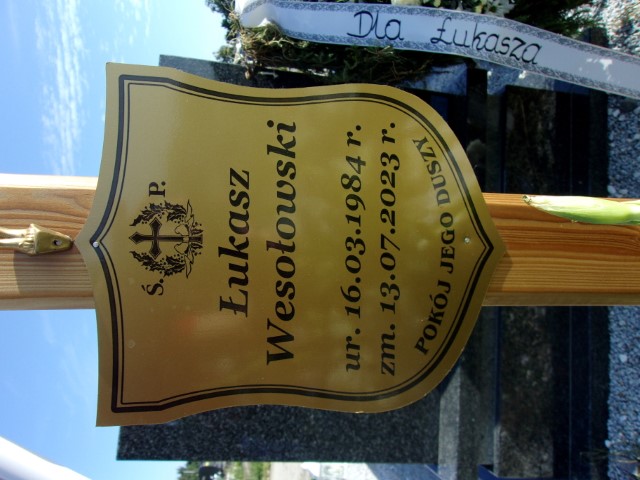 Ś. P.
Łukasz
Wesołowski
ur. 16.03.1984 r.
zm. 13.07.2023 r.
POKÓJ JEGO DUSZY
Dla Łukasza